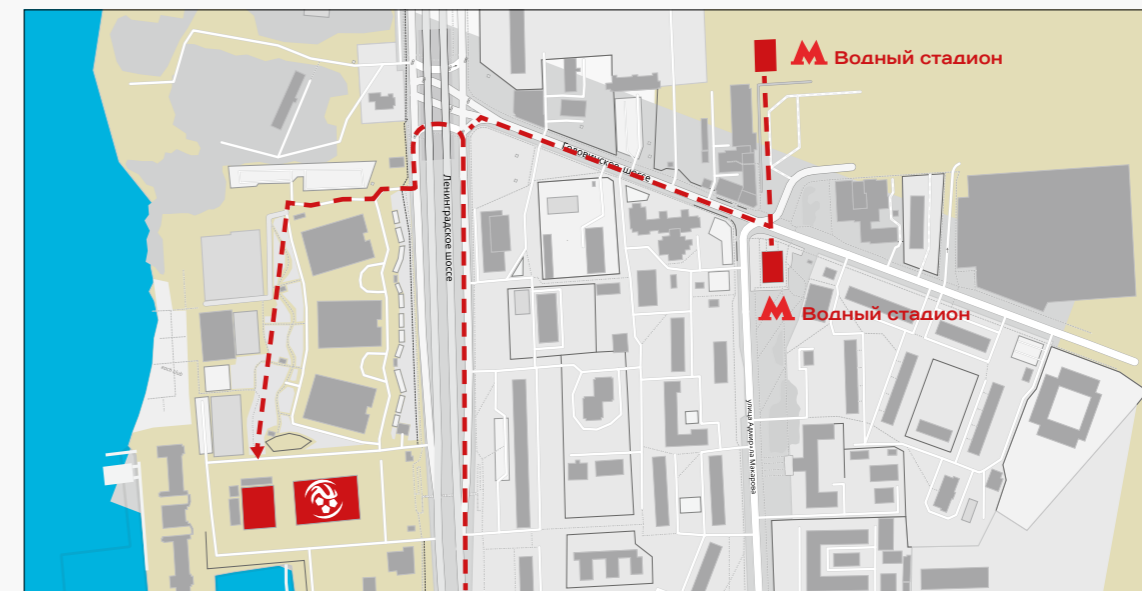 Водный стадион
Головинское шоссе
Ленинградское шоссе
Водный стадион
улица Адмирала Макарова